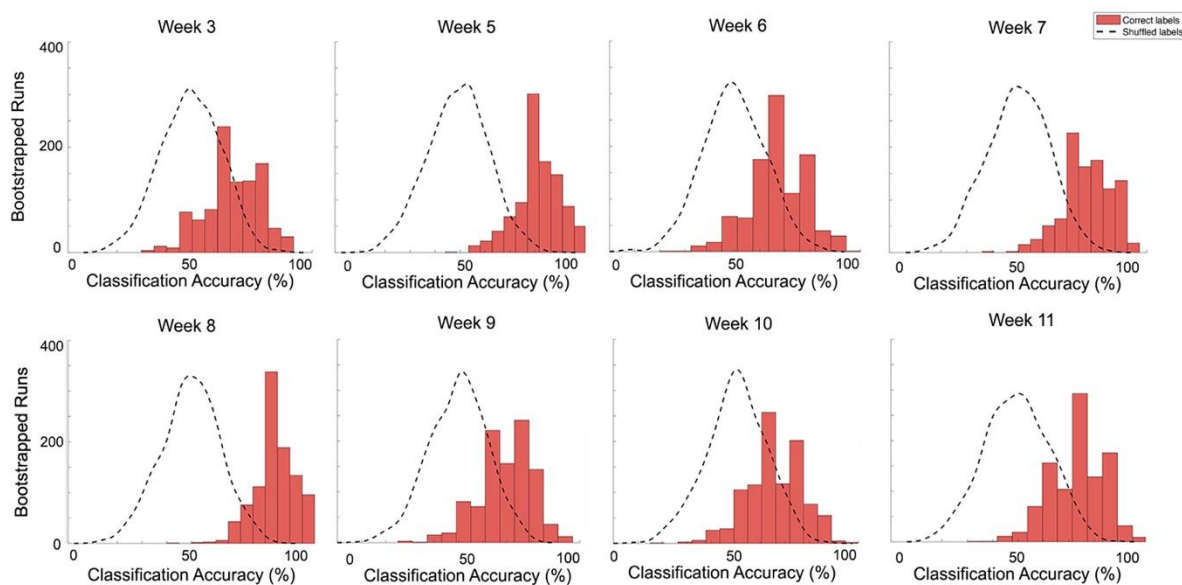 Week 3
Week 5
Week 6
Week 7
Correct labels
Shuffled labels
Bootstrapped Runs
400
200
0
0 50 100
0 50 100
0 50 100
0 50 100
Classification Accuracy (%)
Classification Accuracy (%)
Classification Accuracy (%)
Classification Accuracy (%)
Week 8
Week 9
Week 10
Week 11
Bootstrapped Runs
400
200
0
0 50 100
0 50 100
0 50 100
0 50 100
Classification Accuracy (%)
Classification Accuracy (%)
Classification Accuracy (%)
Classification Accuracy (%)